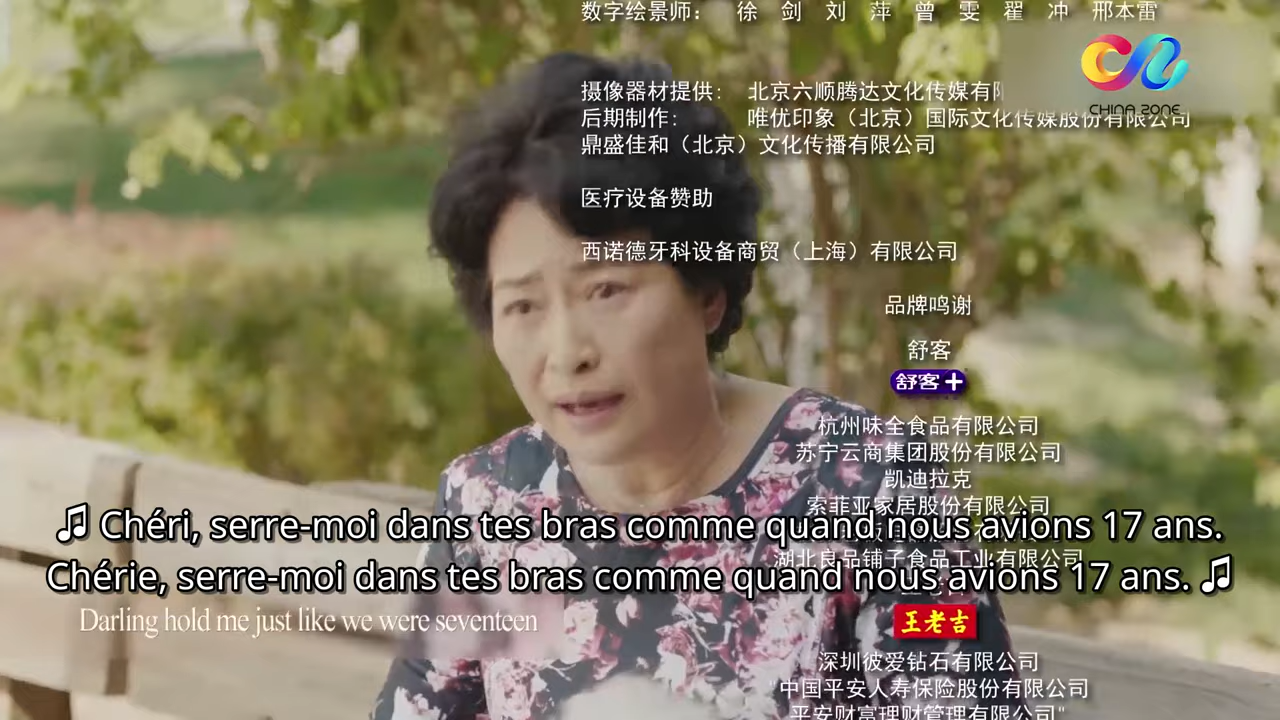 数字绘景师： 徐 剑 刘 萍 曾 雯 翟 冲 邢本雷
CHINA ZONE
摄像器材提供： 北京六顺腾达文化传媒有
后期制作： 唯优印象（北京）国际文化传媒股份有限公司
鼎盛佳和（北京）文化传播有限公司
医疗设备赞助
西诺德牙科设备商贸（上海）有限公司
品牌鸣谢
舒客
舒客+
杭州味全食品有限公司
苏宁云商集团股份有限公司
凯迪拉克
索菲亚家居股份有限公司
♫ Chéri, serre-moi dans tes bras comme quand nous avions 17 ans.
湖北良品铺子食品工业有限公司
Chérie, serre-moi dans tes bras comme quand nous avions 17 ans. ♫
Darling hold me just like we were seventeen
王老吉
深圳彼爱钻石有限公司
"中国平安人寿保险股份有限公司
平安财富理财管理有限公司"